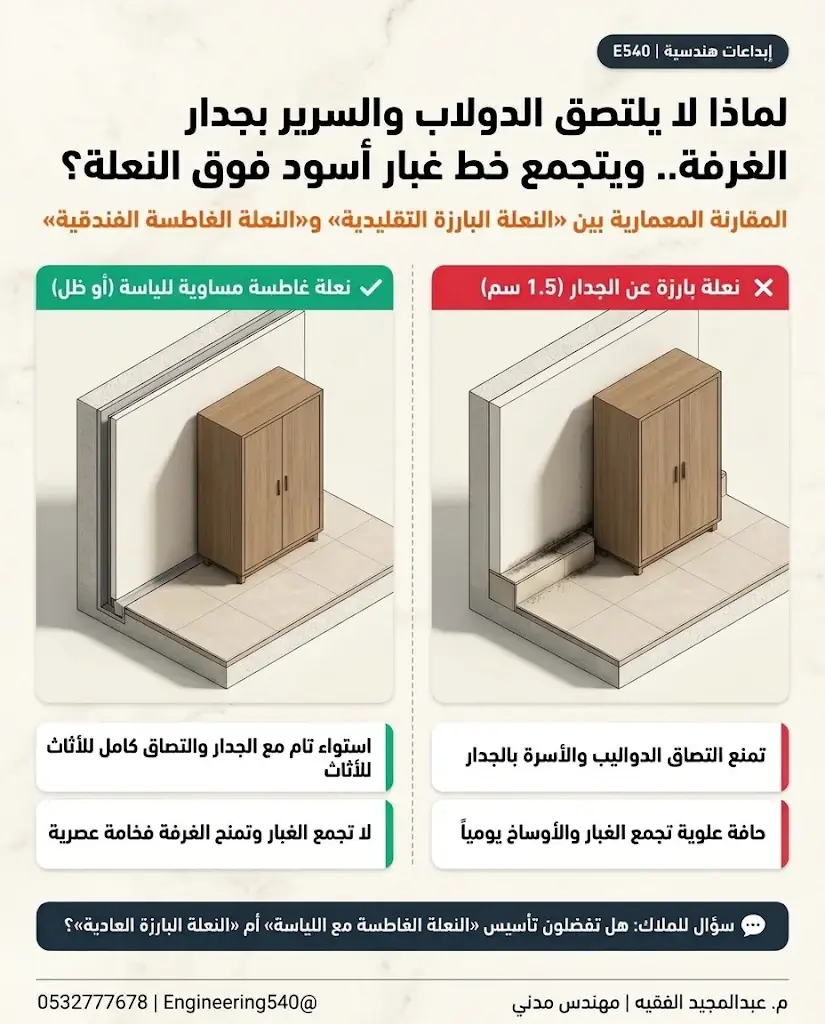 إبداعات هندسية | E540
لماذا لا يلتصق الدولاب والسرير بجدار
الغرفة.. ويتجمع خط غبار أسود فوق النعلة؟
المقارنة المعمارية بين «النعلة البارزة التقليدية» و«النعلة الغاطسة الفندقية»
نعلة بارزة عن الجدار (1.5 سم)
تمنع التصاق الدواليب والأسرة بالجدار
حافة علوية تجمع الغبار والأوساخ يومياً
نعلة غاطسة مساوية للياسة (أو ظل)
استواء تام مع الجدار والتصاق كامل للأثاث
للأثاث
لا تجمع الغبار وتمنح الغرفة فخامة عصرية
سؤال للملاك: هل تفضلون تأسيس «النعلة الغاطسة مع اللياسة» أم «النعلة البارزة العادية»؟
م. عبدالمجيد الفقيه | مهندس مدني
0532777678 | Engineering540@